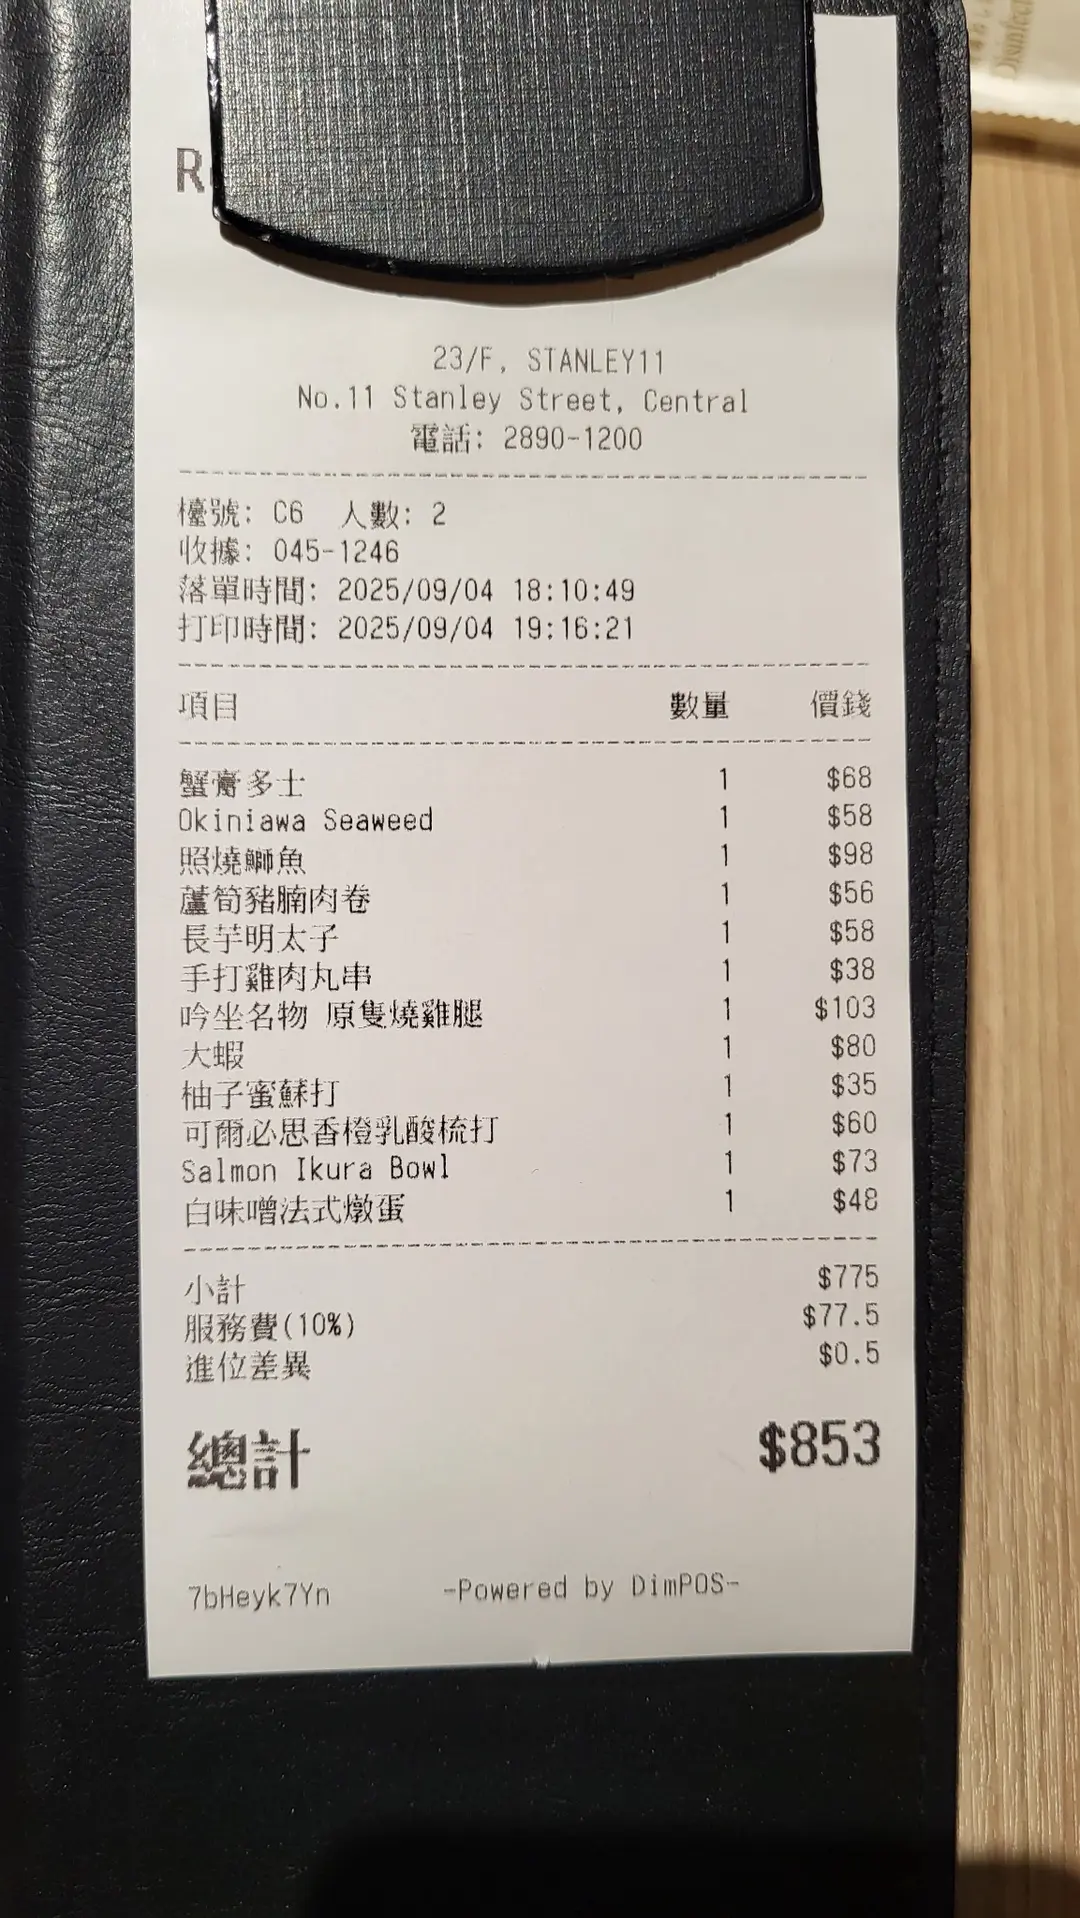 23/F, STANLEY11
No.11 Stanley Street, Central
電話: 2890-1200
檯號: C6 人數: 2
收據: 045-1246
落單時間: 2025/09/04 18:10:49
打印時間: 2025/09/04 19:16:21
項目 數量 價錢
蟹膏多士 1 $68
Okiniawa Seaweed 1 $58
照燒鰤魚 1 $98
蘆筍豬腩肉卷 1 $56
長芋明太子 1 $58
手打雞肉丸串 1 $38
吟坐名物 原隻燒雞腿 1 $103
大蝦 1 $80
柚子蜜蘇打 1 $35
可爾必思香橙乳酸梳打 1 $60
Salmon Ikura Bowl 1 $73
白味噌法式燉蛋 1 $48
小計 $775
服務費(10%) $77.5
進位差異 $0.5
總計 $853
7bHeyk7Yn -Powered by DimPOS-